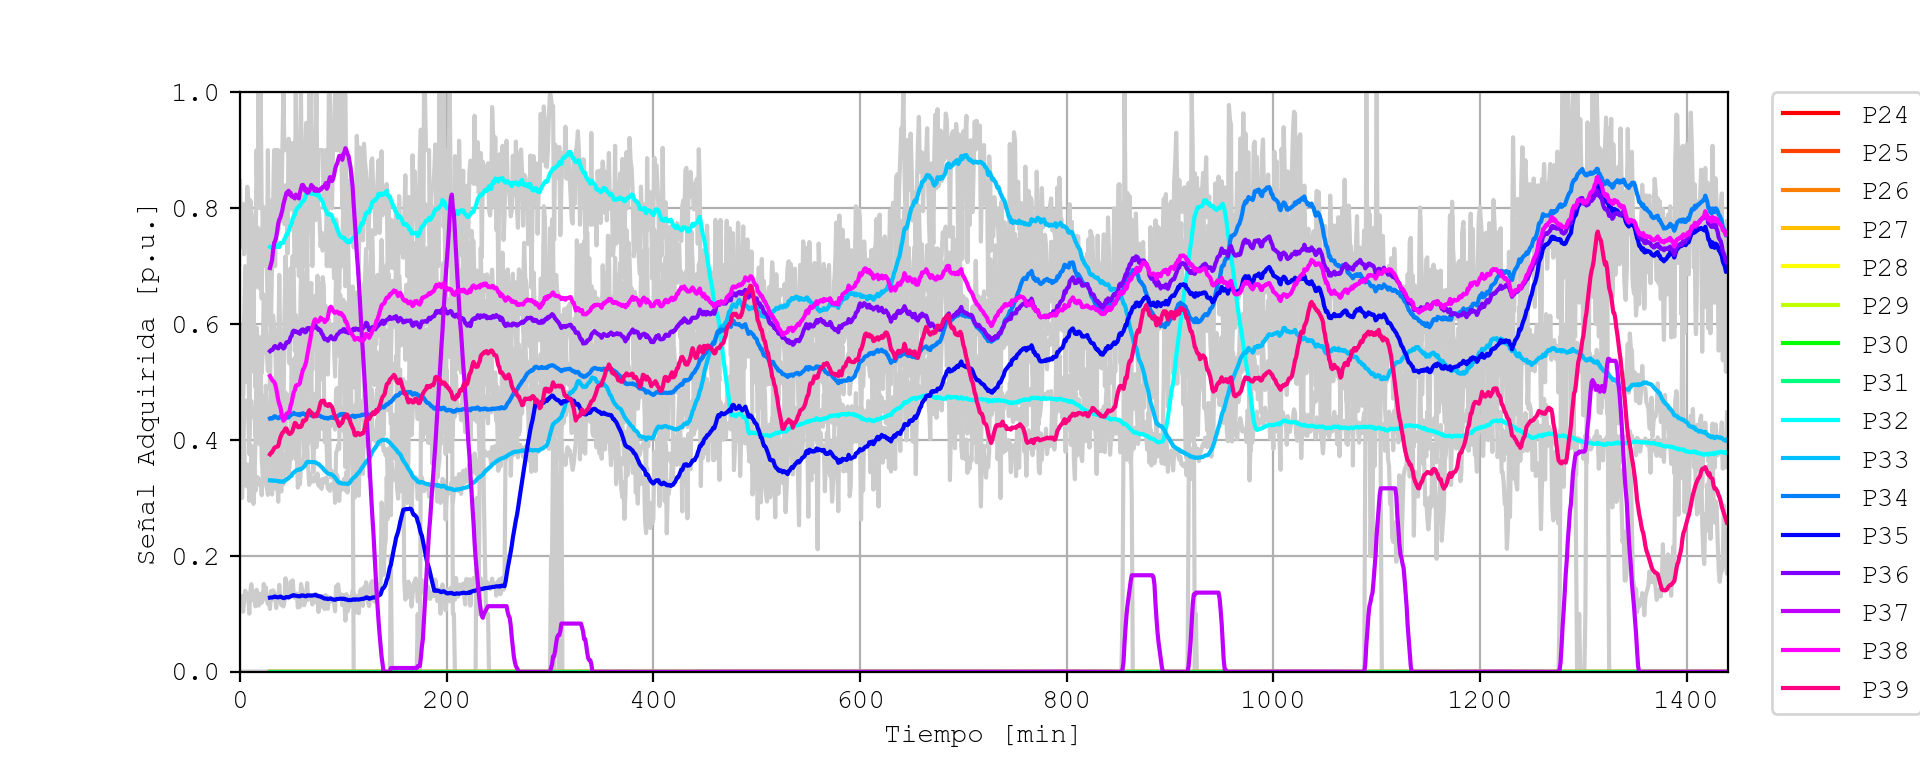 1.0
0.8
0.6
0.4
0.2
0.0
Señal Adquirida [p.u.]
0 200 400 600 800 1000 1200 1400
Tiempo [min]
P24
P25
P26
P27
P28
P29
P30
P31
P32
P33
P34
P35
P36
P37
P38
P39